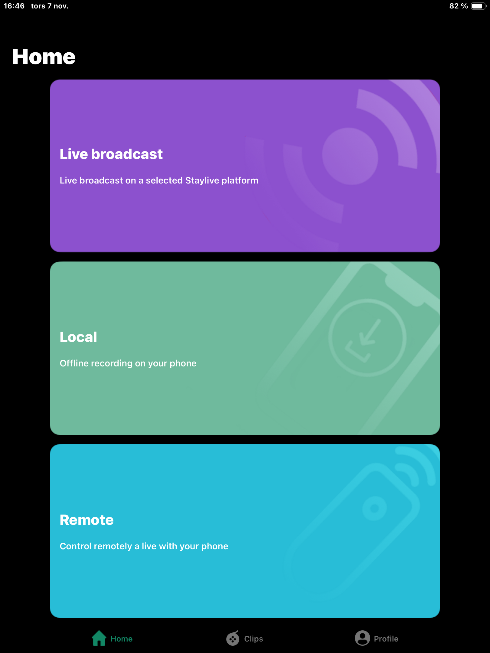 16:46 tors 7 nov. 82 %
Home
Live broadcast
Live broadcast on a selected Staylive platform
Local
Offline recording on your phone
Remote
Control remotely a live with your phone
Home Clips Profile